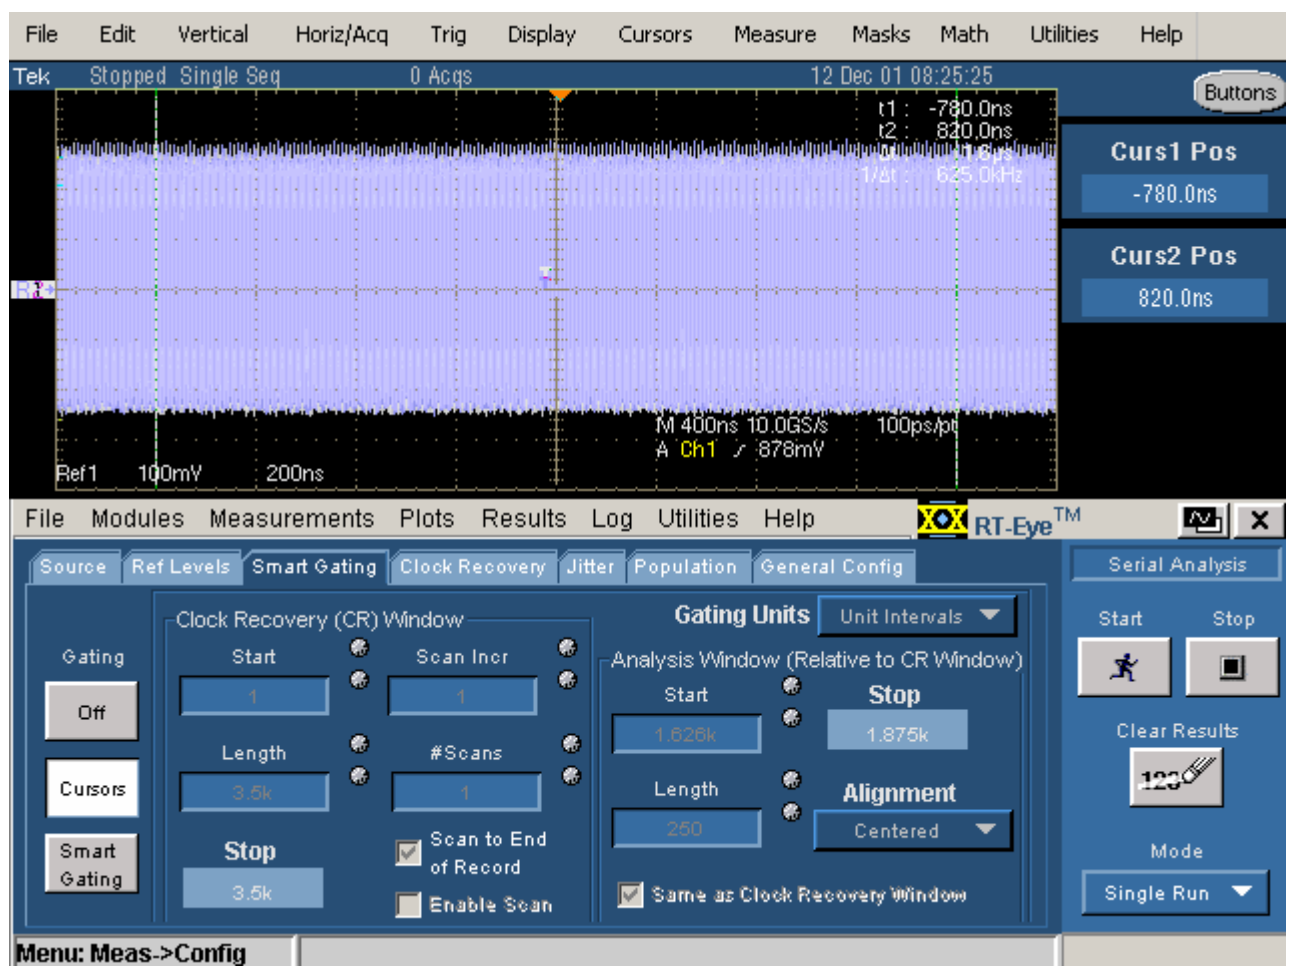 File Edit Vertical Horiz/Acq Trig Display Cursors Measure Masks Math Utilities Help
Tek Stopped Single Seq 0 Acqs 12 Dec 01 08:25:25
Buttons
t1 : -780.0ns
t2 : 820.0ns
Δt : 1.6µs
1/Δt : 625.0kHz
Curs1 Pos
-780.0ns
Curs2 Pos
820.0ns
M 400ns 10.0GS/s 100ps/pt
A Ch1 / 878mV
Ref1 100mV 200ns
File Modules Measurements Plots Results Log Utilities Help RT-Eye™
Source Ref Levels Smart Gating Clock Recovery Jitter Population General Config
Serial Analysis
Gating
Off
Cursors
Smart
Gating
Clock Recovery (CR) Window
Start
1
Scan Incr
1
Length
3.5k
#Scans
1
Stop
3.5k
Scan to End
of Record
Enable Scan
Gating Units Unit Intervals
Analysis Window (Relative to CR Window)
Start
1.626k
Stop
1.875k
Length
250
Alignment
Centered
Same as Clock Recovery Window
Start Stop
Clear Results
123
Mode
Single Run
Menu: Meas->Config